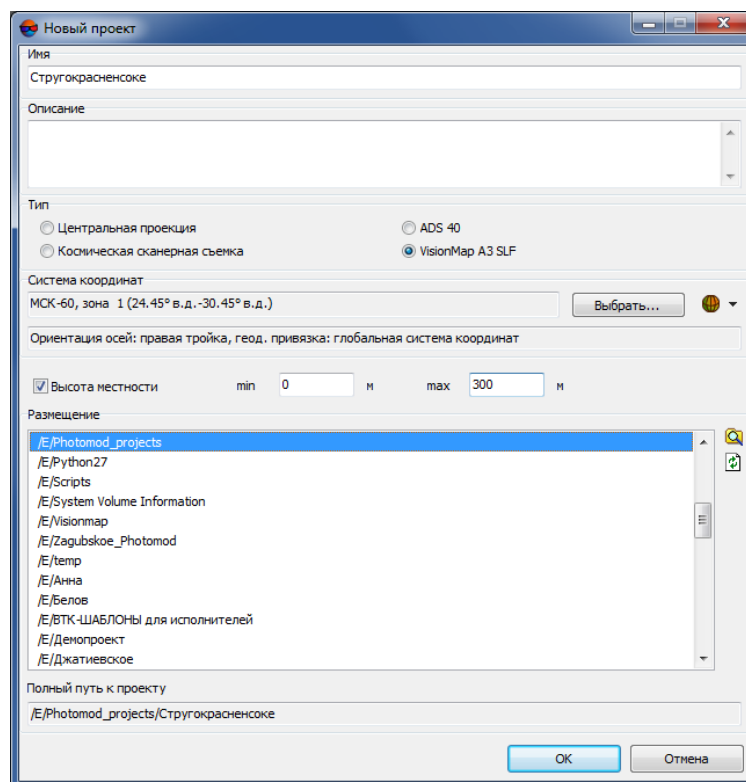 Новый проект
Имя
Стругокрасненсоке
Описание
Тип
Центральная проекция
ADS 40
Космическая сканерная съемка
VisionMap A3 SLF
Система координат
МСК-60, зона 1 (24.45° в.д.-30.45° в.д.)
Выбрать...
Ориентация осей: правая тройка, геод. привязка: глобальная система координат
Высота местности min 0 м max 300 м
Размещение
/E/Photomod_projects
/E/Python27
/E/Scripts
/E/System Volume Information
/E/Visionmap
/E/Zagubskoe_Photomod
/E/temp
/E/Анна
/E/Белов
/E/ВТК-ШАБЛОНЫ для исполнителей
/E/Демопроект
/E/Джатиевское
Полный путь к проекту
/E/Photomod_projects/Стругокрасненсоке
OK Отмена